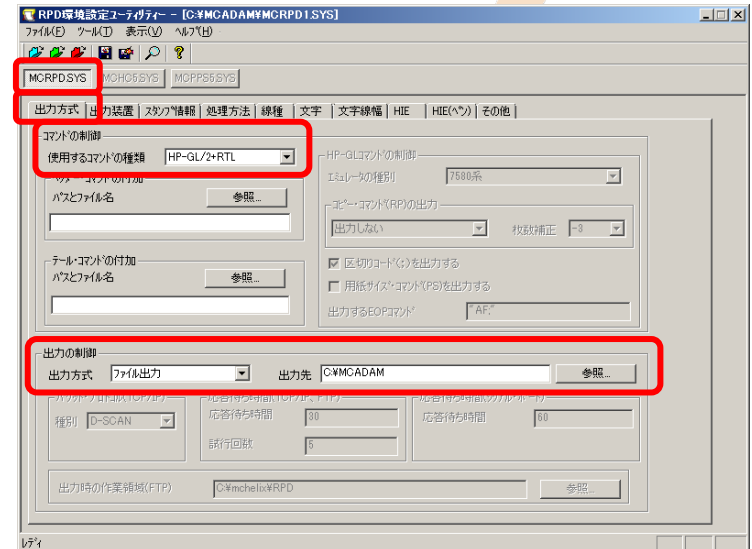 RPD環境設定ユーティリティー - [C:¥MCADAM¥MCRPD1.SYS]
ファイル(F) ツール(T) 表示(V) ヘルプ(H)
MCRPD.SYS MCHG5.SYS MCPPS5.SYS
出力方式 出力装置 スタンプ情報 処理方法 線種 文字 文字線幅 HIE HIE(ペン) その他
コマンドの制御
使用するコマンドの種類 HP-GL/2+RTL
パスとファイル名 参照...
テール・コマンドの付加
パスとファイル名 参照...
HP-GLコマンドの制御
エミュレータの種別 7580系
コピー・コマンド(RP)の出力
出力しない 枚数補正 -3
区切りコード(;)を出力する
用紙サイズ・コマンド(PS)を出力する
出力するEOPコマンド "AF;"
出力の制御
出力方式 ファイル出力 出力先 C:¥MCADAM 参照...
種別 D-SCAN
応答待ち時間 30
試行回数 5
応答待ち時間 60
出力時の作業領域(FTP) C:¥mchelix¥RPD 参照...
レディ